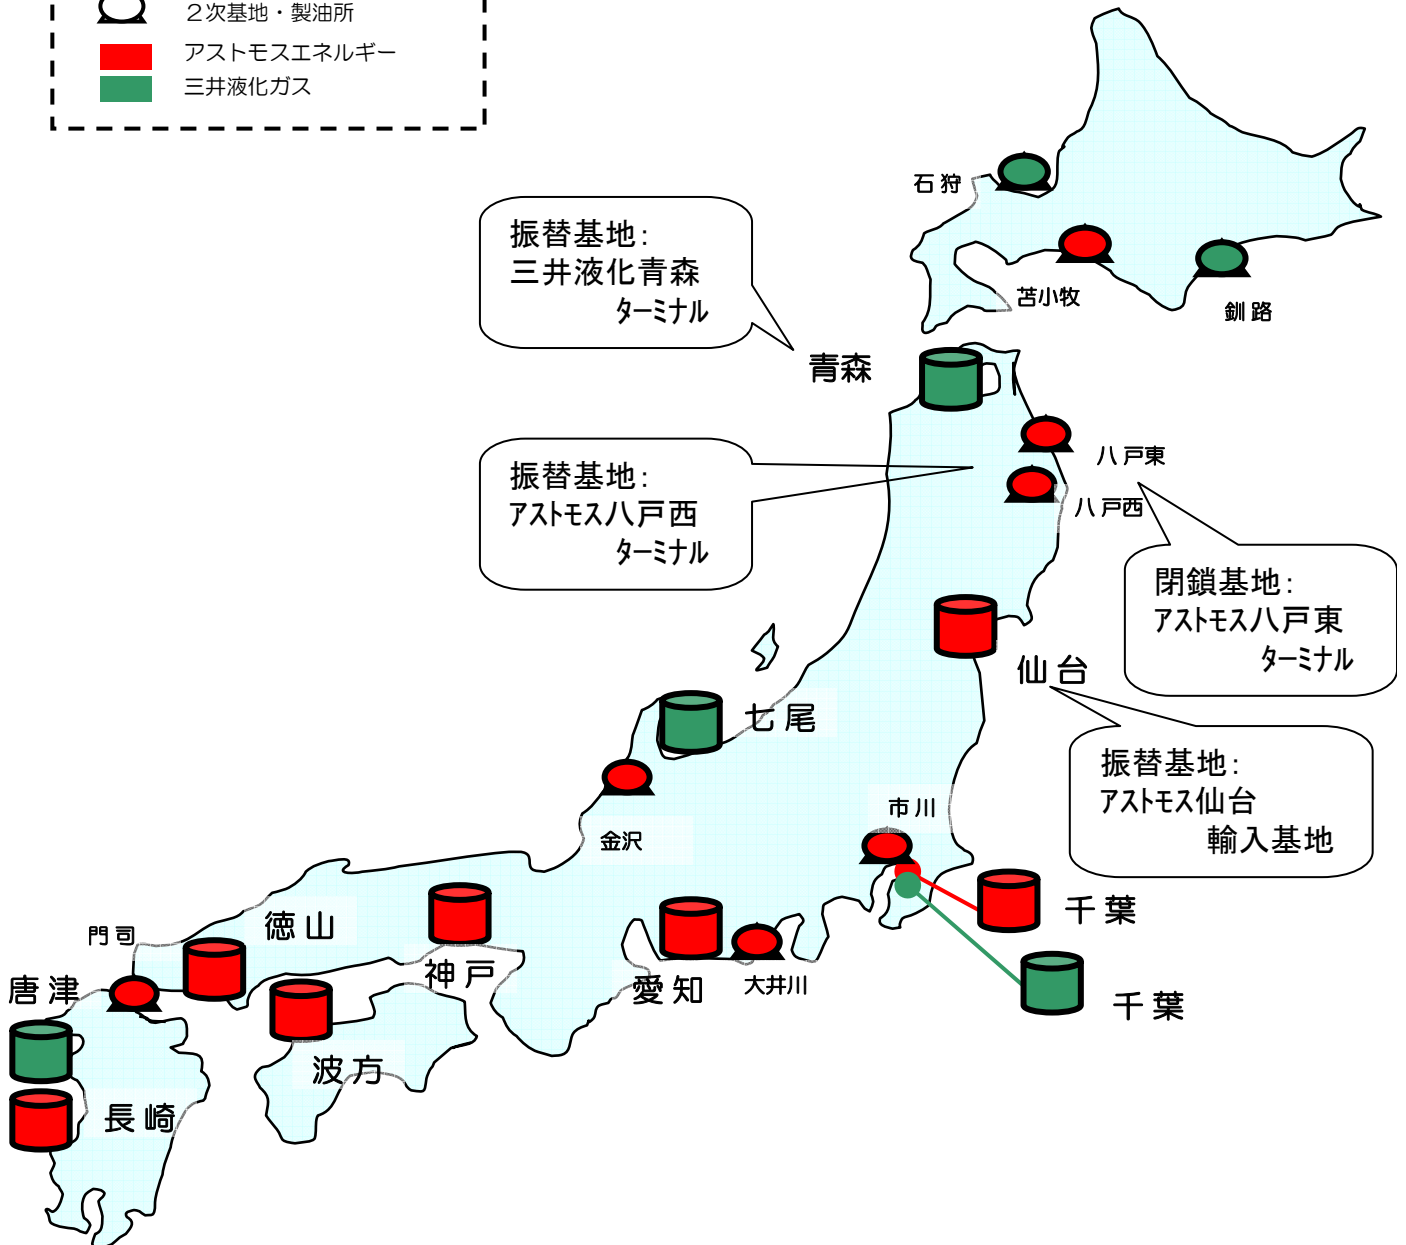 ２次基地・製油所
アストモスエネルギー
三井液化ガス
石狩
苫小牧
釧路
振替基地：
三井液化青森
ﾀｰﾐﾅﾙ
青森
振替基地：
ｱｽﾄﾓｽ八戸西
ﾀｰﾐﾅﾙ
八戸東
八戸西
閉鎖基地：
ｱｽﾄﾓｽ八戸東
ﾀｰﾐﾅﾙ
仙台
振替基地：
ｱｽﾄﾓｽ仙台
輸入基地
七尾
金沢
市川
千葉
千葉
門司
徳山
神戸
愛知
大井川
唐津
波方
長崎